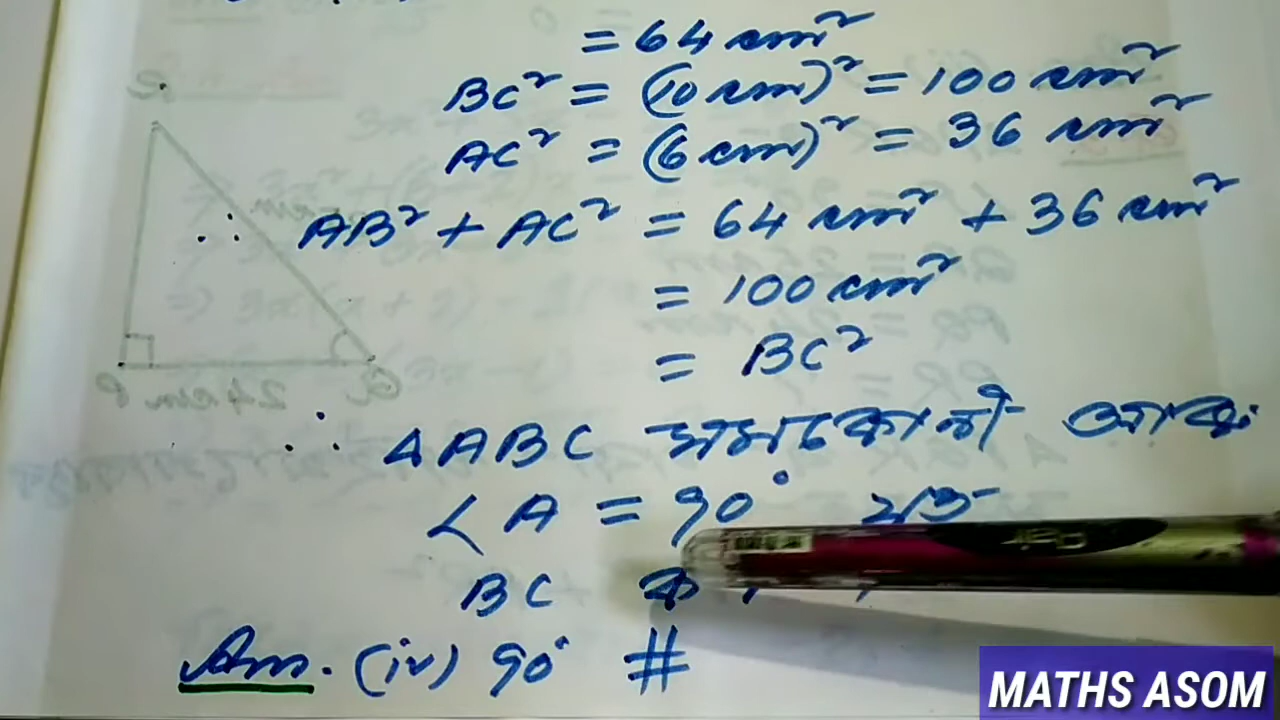 = 64 cm²
BC² = (10 cm)² = 100 cm²
AC² = (6 cm)² = 36 cm²
∴ AB² + AC² = 64 cm² + 36 cm²
= 100 cm²
= BC²
∴ ΔABC সমকোণী আৰু
∠A = 90°
BC
Ans. (iv) 90° #
MATHS ASOM